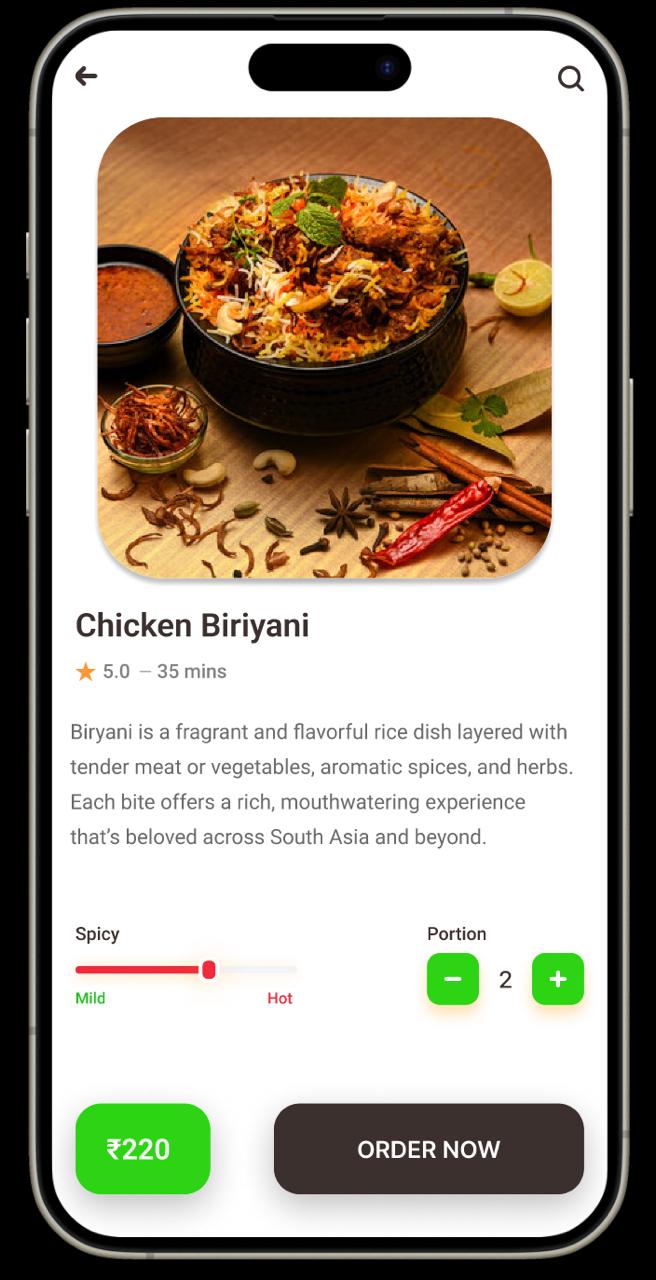 Chicken Biriyani
5.0 – 35 mins
Biryani is a fragrant and flavorful rice dish layered with
tender meat or vegetables, aromatic spices, and herbs.
Each bite offers a rich, mouthwatering experience
that’s beloved across South Asia and beyond.
Spicy
Portion
2
Mild
Hot
₹220
ORDER NOW